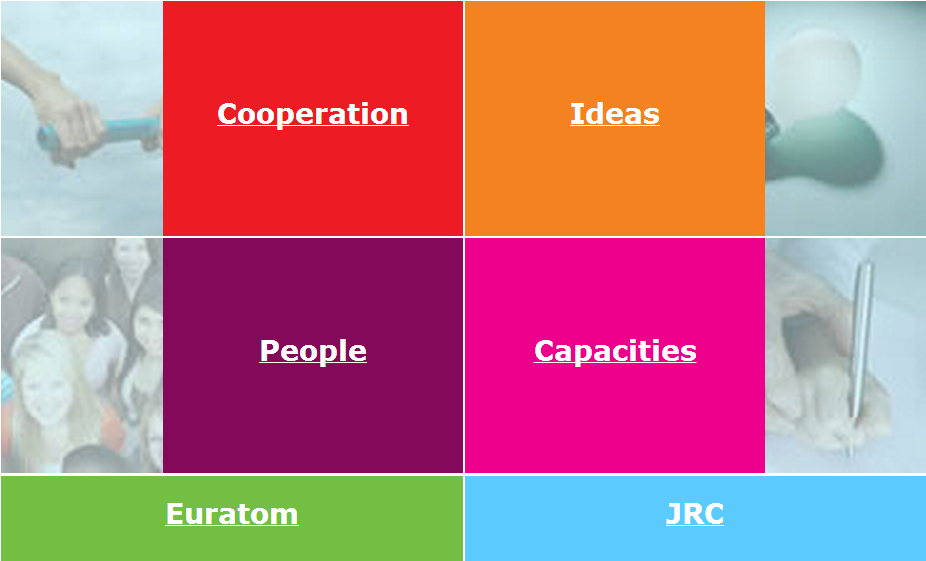 Cooperation
Ideas
People
Capacities
Euratom
JRC